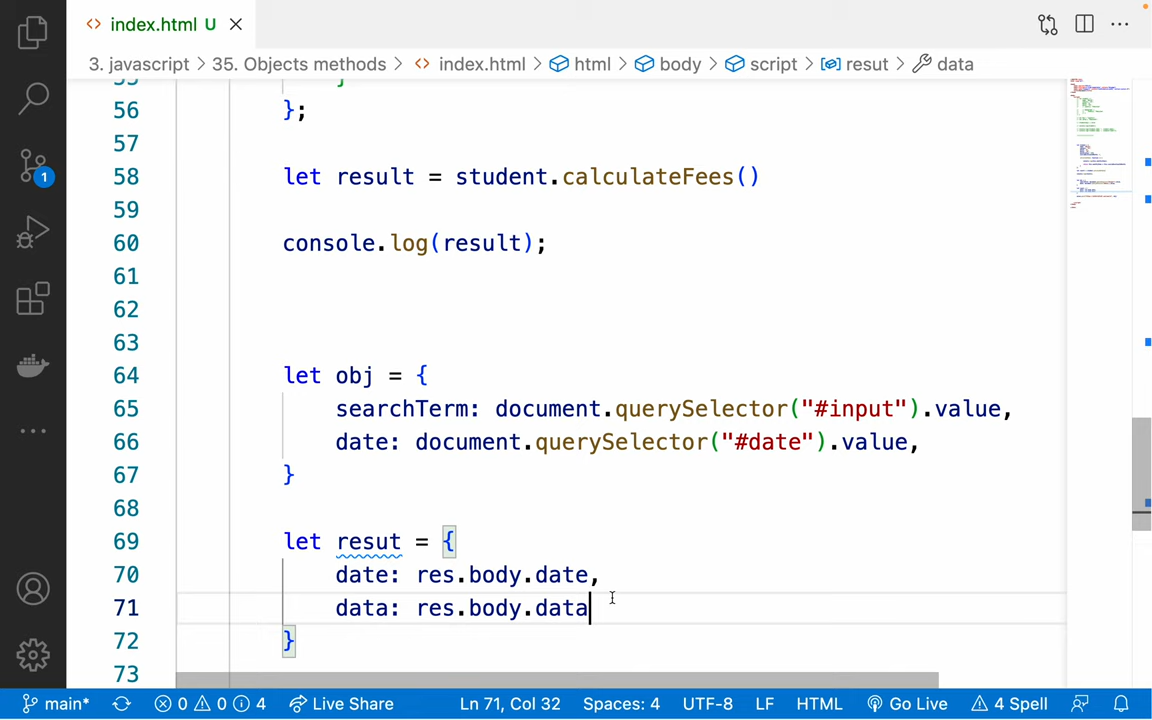 index.html U
3. javascript > 35. Objects methods > index.html > html > body > script > resut > data
56 };
57
58 let result = student.calculateFees()
59
60 console.log(result);
61
62
63
64 let obj = {
65 searchTerm: document.querySelector("#input").value,
66 date: document.querySelector("#date").value,
67 }
68
69 let resut = {
70 date: res.body.date,
71 data: res.body.data
72 }
73
1
main* 0 0 4 Live Share Ln 71, Col 32 Spaces: 4 UTF-8 LF HTML Go Live 4 Spell